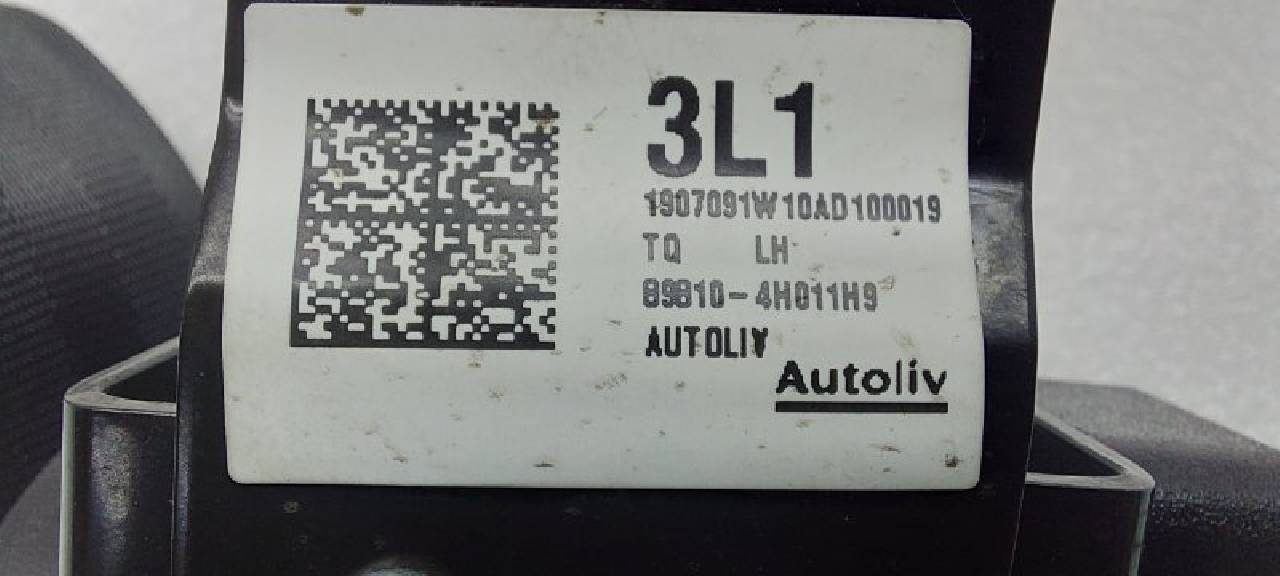 3L1
1907091W10AD100019
TQ LH
89810-4H011H9
AUTOLIV
Autoliv